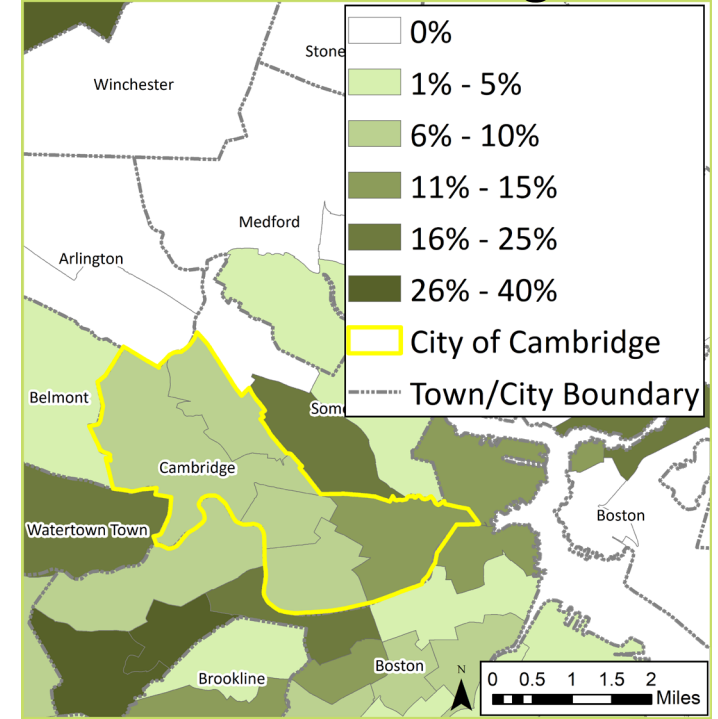 0%
1% - 5%
6% - 10%
11% - 15%
16% - 25%
26% - 40%
City of Cambridge
Town/City Boundary
Stone
Winchester
Medford
Arlington
Belmont
Som
Cambridge
Watertown Town
Boston
Brookline
Boston
N
0 0.5 1 1.5 2
Miles